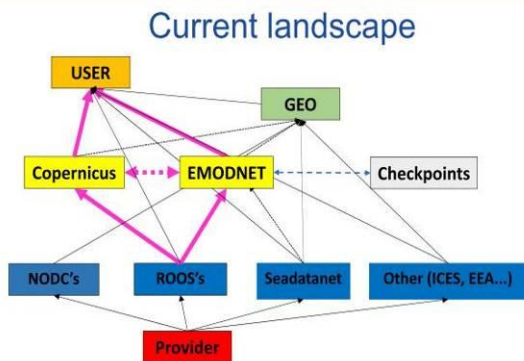 Current landscape
USER
GEO
Copernicus
EMODNET
Checkpoints
NODC's
ROOS's
Seadatanet
Other (ICES, EEA...)
Provider